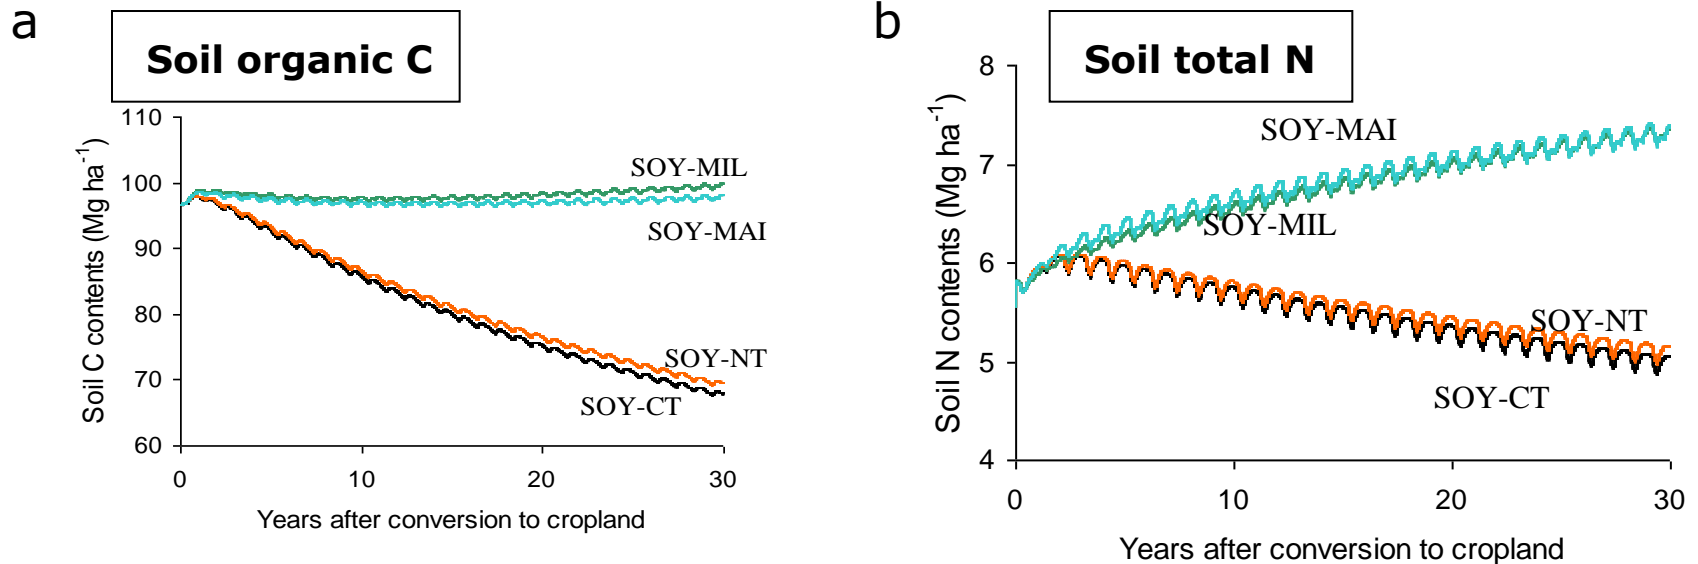 a
Soil organic C
Soil C contents (Mg ha⁻¹)
110
100
90
80
70
60
SOY-MIL
SOY-MAI
SOY-NT
SOY-CT
0 10 20 30
Years after conversion to cropland
b
Soil total N
Soil N contents (Mg ha⁻¹)
8
7
6
5
4
SOY-MAI
SOY-MIL
SOY-NT
SOY-CT
0 10 20 30
Years after conversion to cropland